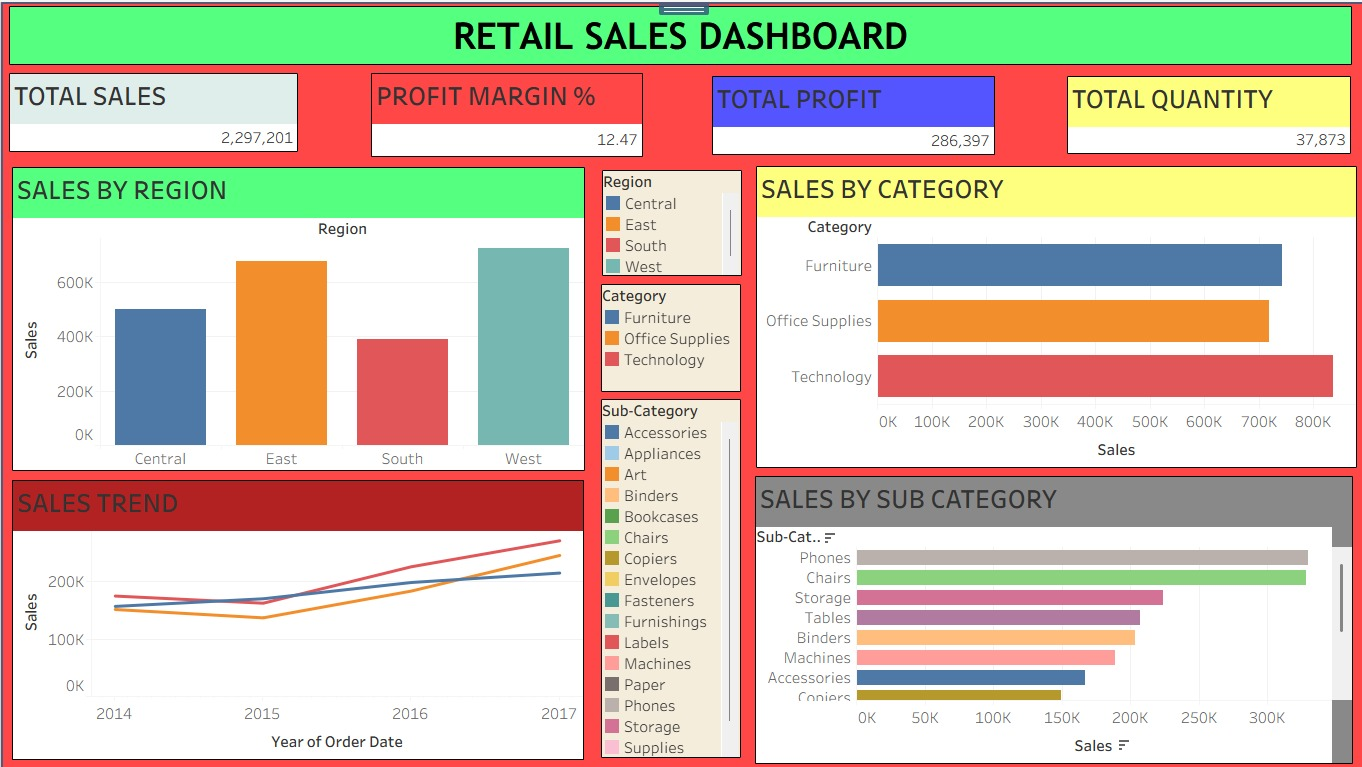 RETAIL SALES DASHBOARD
TOTAL SALES
2,297,201
PROFIT MARGIN %
12.47
TOTAL PROFIT
286,397
TOTAL QUANTITY
37,873
SALES BY REGION
Region
Sales
600K
400K
200K
0K
Central East South West
Region
Central
East
South
West
Category
Furniture
Office Supplies
Technology
Sub-Category
Accessories
Appliances
Art
Binders
Bookcases
Chairs
Copiers
Envelopes
Fasteners
Furnishings
Labels
Machines
Paper
Phones
Storage
Supplies
SALES BY CATEGORY
Category
Furniture
Office Supplies
Technology
0K 100K 200K 300K 400K 500K 600K 700K 800K
Sales
SALES TREND
Sales
200K
100K
0K
2014 2015 2016 2017
Year of Order Date
SALES BY SUB CATEGORY
Sub-Cat..
Phones
Chairs
Storage
Tables
Binders
Machines
Accessories
Copiers
0K 50K 100K 150K 200K 250K 300K
Sales